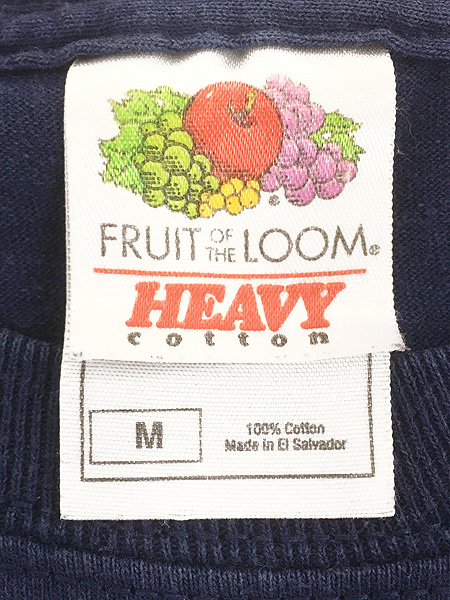 ®
FRUIT OF THE LOOM®
HEAVY
cotton
M
100% Cotton
Made in El Salvador